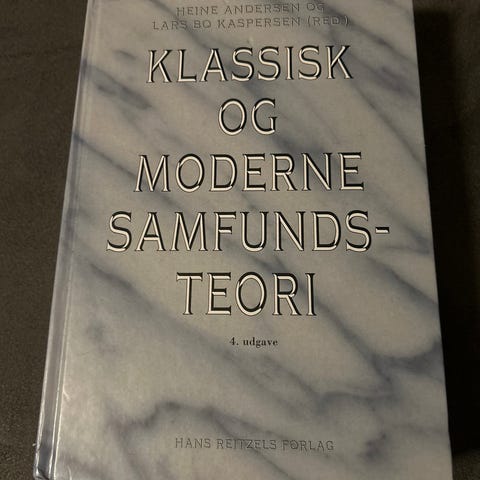 HEINE ANDERSEN OG
LARS BO KASPERSEN (RED.)
KLASSISK
OG
MODERNE
SAMFUNDS-
TEORI
4. udgave
HANS REITZELS FORLAG